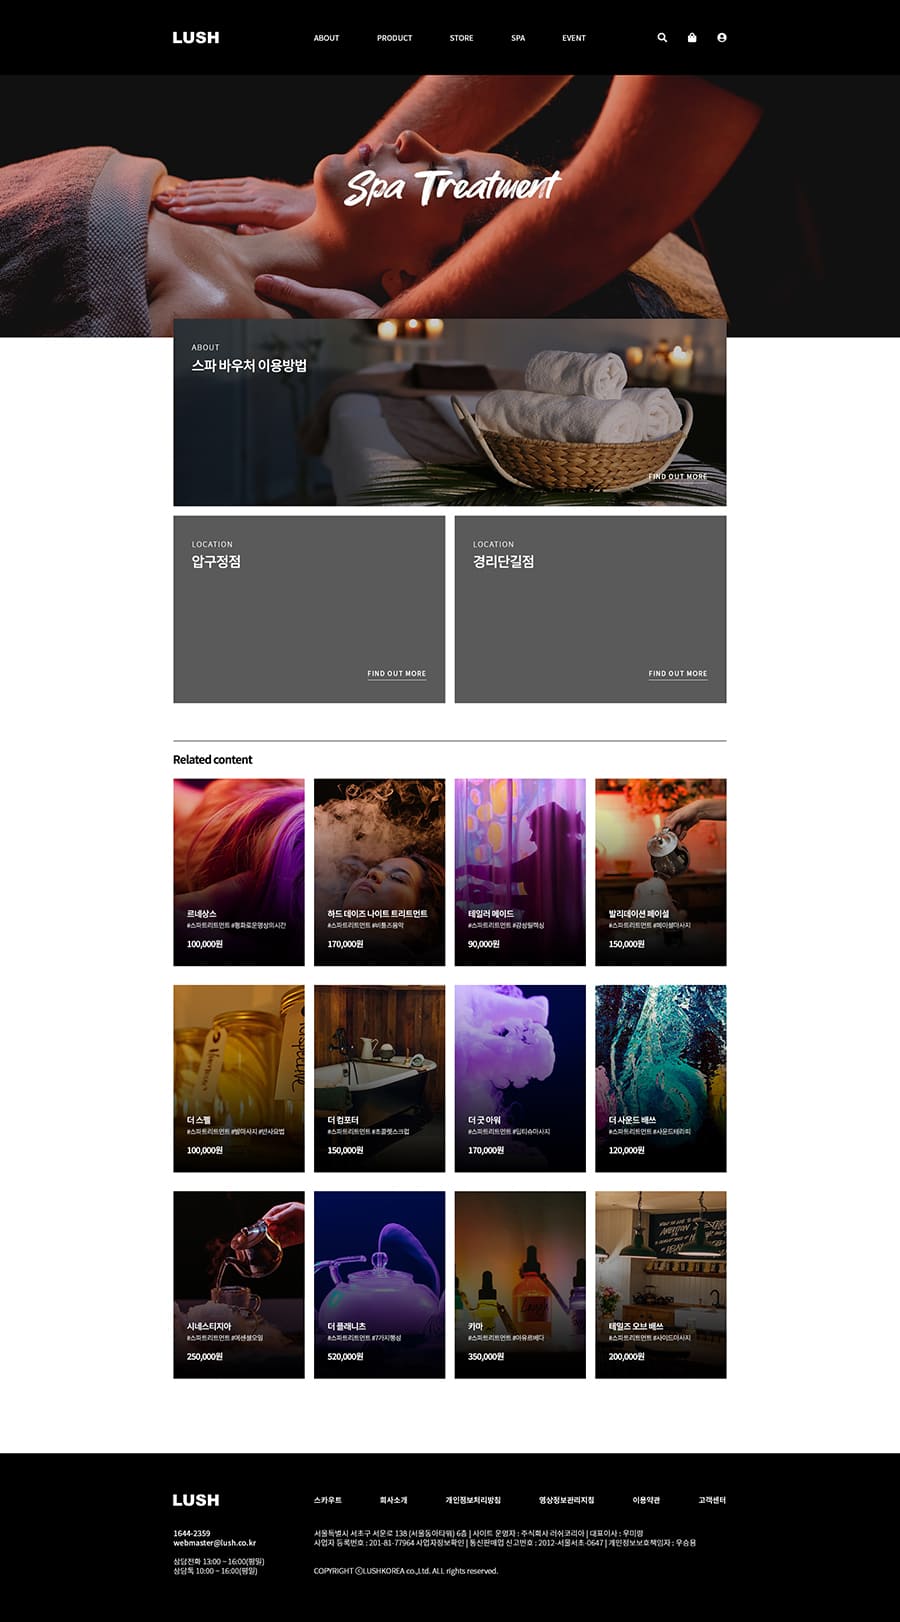 LUSH
ABOUT
PRODUCT
STORE
SPA
EVENT
Spa Treatment
ABOUT
스파 바우처 이용방법
FIND OUT MORE
LOCATION
압구정점
FIND OUT MORE
LOCATION
경리단길점
FIND OUT MORE
Related content
르네상스
#스파트리트먼트 #평화로운명상의시간
100,000원
하드 데이즈 나이트 트리트먼트
#스파트리트먼트 #비틀즈음악
170,000원
테일러 메이드
#스파트리트먼트 #감성릴렉싱
90,000원
발리데이션 페이셜
#스파트리트먼트 #페이셜마사지
150,000원
더 스펠
#스파트리트먼트 #발마사지 #반사요법
100,000원
더 컴포터
#스파트리트먼트 #초콜렛스크럽
150,000원
더 굿 아워
#스파트리트먼트 #딥티슈마사지
170,000원
더 사운드 배쓰
#스파트리트먼트 #사운드테라피
120,000원
시네스티지아
#스파트리트먼트 #에센셜오일
250,000원
더 플래니츠
#스파트리트먼트 #7가지행성
520,000원
카마
#스파트리트먼트 #아유르베다
350,000원
테일즈 오브 배쓰
#스파트리트먼트 #사이드마사지
200,000원
LUSH
스카우트
회사소개
개인정보처리방침
영상정보관리지침
이용약관
고객센터
1644-2359
webmaster@lush.co.kr
상담전화 13:00 ~ 16:00(평일)
상담톡 10:00 ~ 16:00(평일)
서울특별시 서초구 서운로 138 (서울동아타워) 6층 | 사이트 운영자 : 주식회사 러쉬코리아 | 대표이사 : 우미령
사업자 등록번호 : 201-81-77964 사업자정보확인 | 통신판매업 신고번호 : 2012-서울서초-0647 | 개인정보보호책임자 : 우승용
COPYRIGHT ⓒLUSHKOREA co.,Ltd. ALL rights reserved.